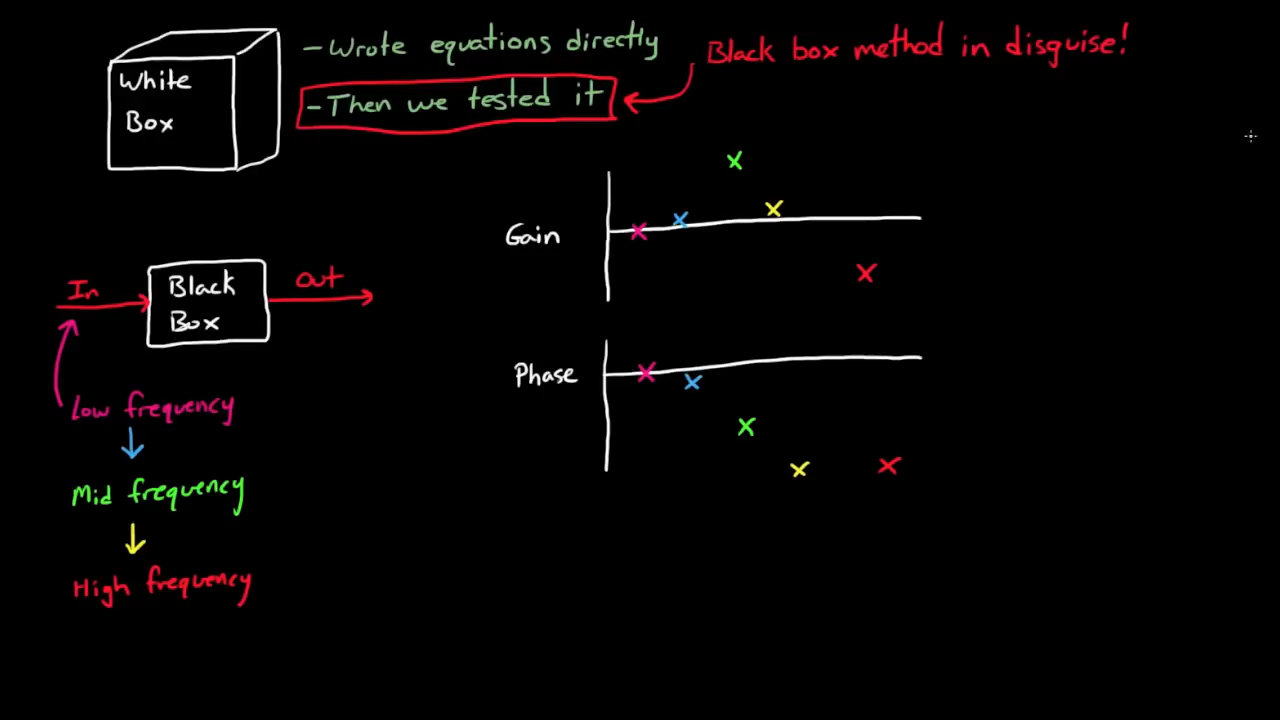 White
Box
-Wrote equations directly
-Then we tested it
Black box method in disguise!
In
Black
Box
Out
Low frequency
Mid frequency
High frequency
Gain
Phase